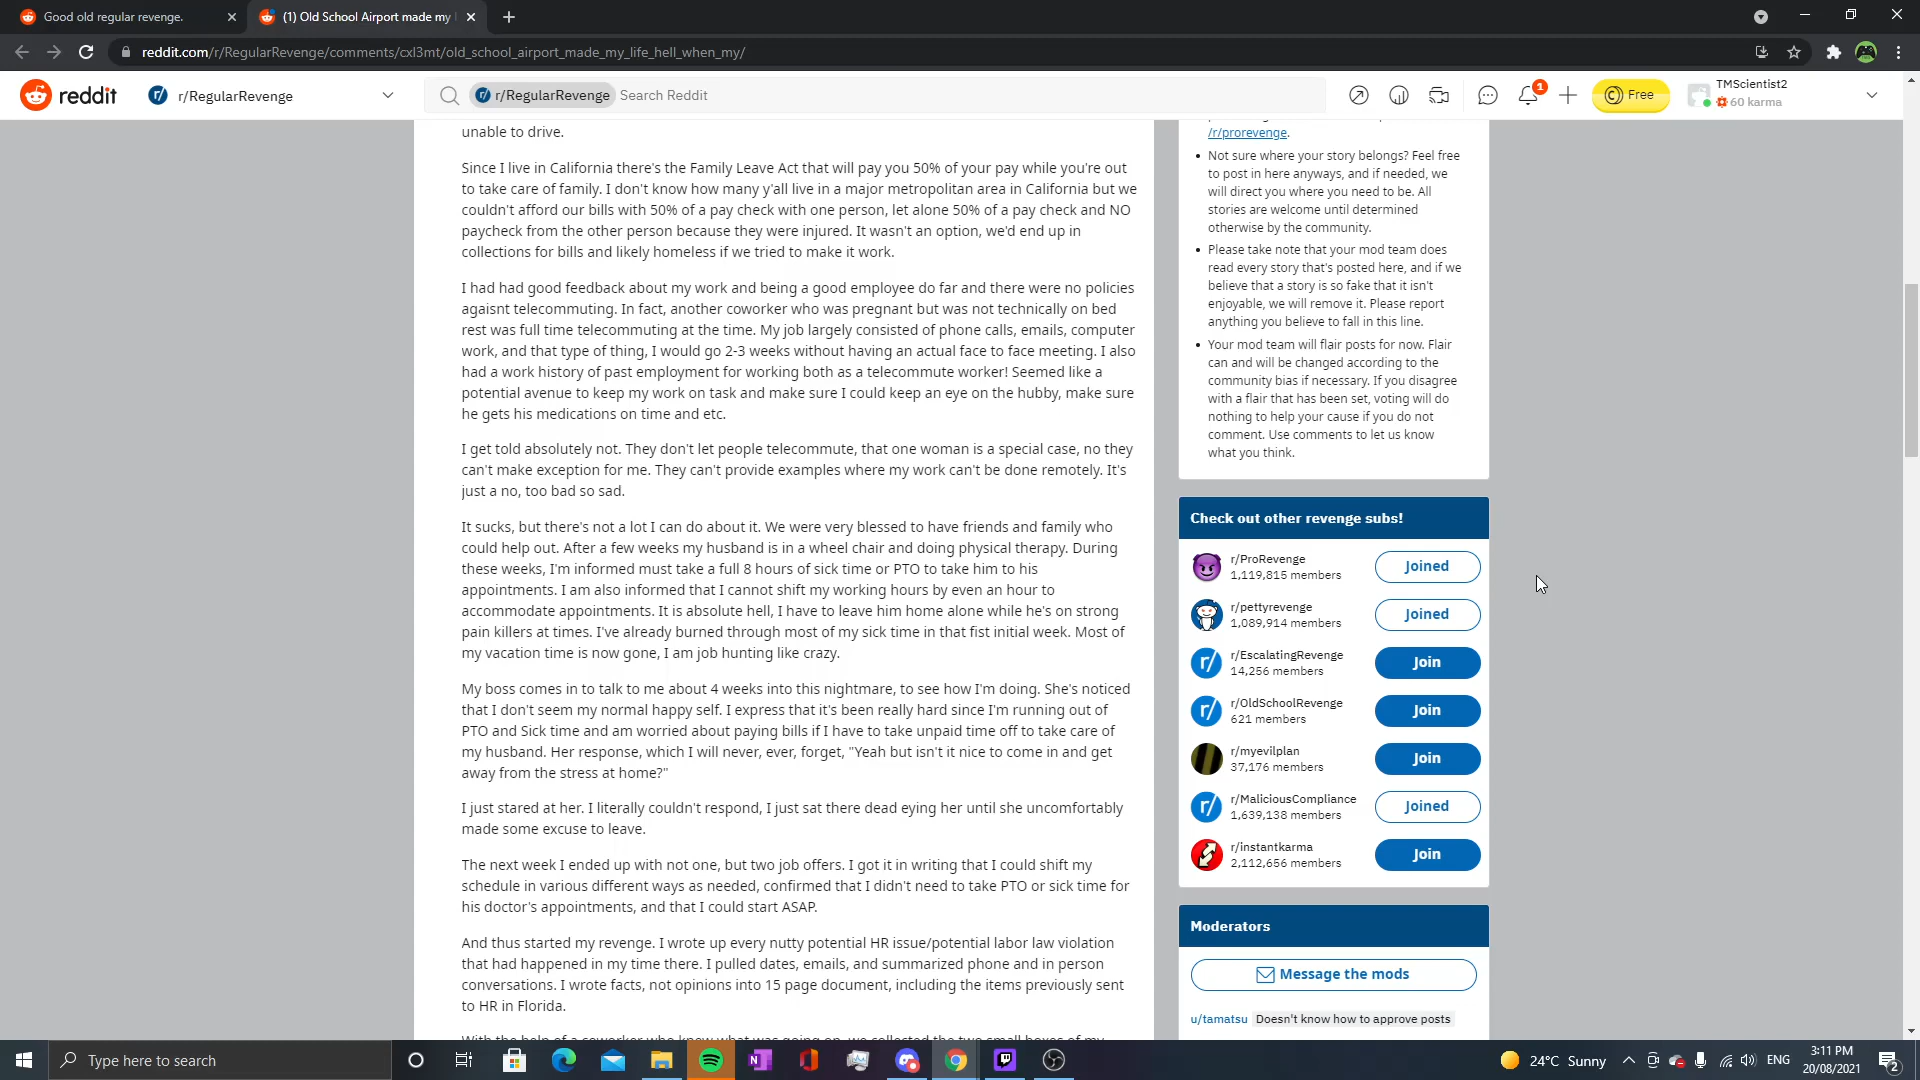 Good old regular revenge.
(1) Old School Airport made my
reddit.com/r/RegularRevenge/comments/cxl3mt/old_school_airport_made_my_life_hell_when_my/
reddit
r/RegularRevenge
r/RegularRevenge
Search Reddit
1
Free
TMScientist2
60 karma
unable to drive.
Since I live in California there's the Family Leave Act that will pay you 50% of your pay while you're out
to take care of family. I don't know how many y'all live in a major metropolitan area in California but we
couldn't afford our bills with 50% of a pay check with one person, let alone 50% of a pay check and NO
paycheck from the other person because they were injured. It wasn't an option, we'd end up in
collections for bills and likely homeless if we tried to make it work.
I had had good feedback about my work and being a good employee do far and there were no policies
agaisnt telecommuting. In fact, another coworker who was pregnant but was not technically on bed
rest was full time telecommuting at the time. My job largely consisted of phone calls, emails, computer
work, and that type of thing, I would go 2-3 weeks without having an actual face to face meeting. I also
had a work history of past employment for working both as a telecommute worker! Seemed like a
potential avenue to keep my work on task and make sure I could keep an eye on the hubby, make sure
he gets his medications on time and etc.
I get told absolutely not. They don't let people telecommute, that one woman is a special case, no they
can't make exception for me. They can't provide examples where my work can't be done remotely. It's
just a no, too bad so sad.
It sucks, but there's not a lot I can do about it. We were very blessed to have friends and family who
could help out. After a few weeks my husband is in a wheel chair and doing physical therapy. During
these weeks, I'm informed must take a full 8 hours of sick time or PTO to take him to his
appointments. I am also informed that I cannot shift my working hours by even an hour to
accommodate appointments. It is absolute hell, I have to leave him home alone while he's on strong
pain killers at times. I've already burned through most of my sick time in that fist initial week. Most of
my vacation time is now gone, I am job hunting like crazy.
My boss comes in to talk to me about 4 weeks into this nightmare, to see how I'm doing. She's noticed
that I don't seem my normal happy self. I express that it's been really hard since I'm running out of
PTO and Sick time and am worried about paying bills if I have to take unpaid time off to take care of
my husband. Her response, which I will never, ever, forget, "Yeah but isn't it nice to come in and get
away from the stress at home?"
I just stared at her. I literally couldn't respond, I just sat there dead eying her until she uncomfortably
made some excuse to leave.
The next week I ended up with not one, but two job offers. I got it in writing that I could shift my
schedule in various different ways as needed, confirmed that I didn't need to take PTO or sick time for
his doctor's appointments, and that I could start ASAP.
And thus started my revenge. I wrote up every nutty potential HR issue/potential labor law violation
that had happened in my time there. I pulled dates, emails, and summarized phone and in person
conversations. I wrote facts, not opinions into 15 page document, including the items previously sent
to HR in Florida.
With the help of a coworker who knew what was going on, we collected the two small boxes of my
/r/prorevenge.
Not sure where your story belongs? Feel free
to post in here anyways, and if needed, we
will direct you where you need to be. All
stories are welcome until determined
otherwise by the community.
Please take note that your mod team does
read every story that's posted here, and if we
believe that a story is so fake that it isn't
enjoyable, we will remove it. Please report
anything you believe to fall in this line.
Your mod team will flair posts for now. Flair
can and will be changed according to the
community bias if necessary. If you disagree
with a flair that has been set, voting will do
nothing to help your cause if you do not
comment. Use comments to let us know
what you think.
Check out other revenge subs!
r/ProRevenge
1,119,815 members
Joined
r/pettyrevenge
1,089,914 members
Joined
r/EscalatingRevenge
14,256 members
Join
r/OldSchoolRevenge
621 members
Join
r/myevilplan
37,176 members
Join
r/MaliciousCompliance
1,639,138 members
Joined
r/instantkarma
2,112,656 members
Join
Moderators
Message the mods
u/tamatsu Doesn't know how to approve posts
Type here to search
24°C Sunny
ENG
3:11 PM
20/08/2021
2